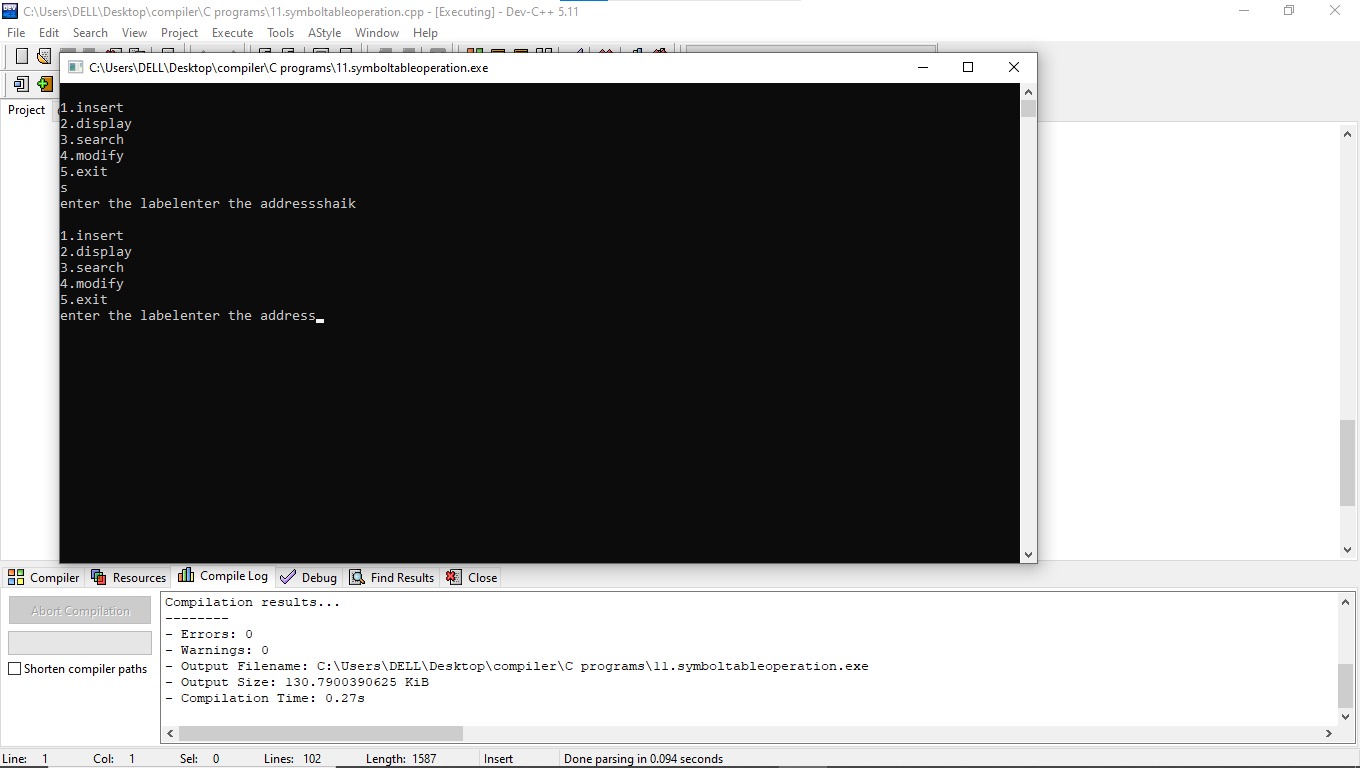 C:\Users\DELL\Desktop\compiler\C programs\11.symboltableoperation.cpp - [Executing] - Dev-C++ 5.11
File Edit Search View Project Execute Tools AStyle Window Help
C:\Users\DELL\Desktop\compiler\C programs\11.symboltableoperation.exe
Project
1.insert
2.display
3.search
4.modify
5.exit
s
enter the labelenter the addressshaik
1.insert
2.display
3.search
4.modify
5.exit
enter the labelenter the address
Compiler Resources Compile Log Debug Find Results Close
Abort Compilation
Shorten compiler paths
Compilation results...
--------
- Errors: 0
- Warnings: 0
- Output Filename: C:\Users\DELL\Desktop\compiler\C programs\11.symboltableoperation.exe
- Output Size: 130.7900390625 KiB
- Compilation Time: 0.27s
Line: 1 Col: 1 Sel: 0 Lines: 102 Length: 1587 Insert Done parsing in 0.094 seconds